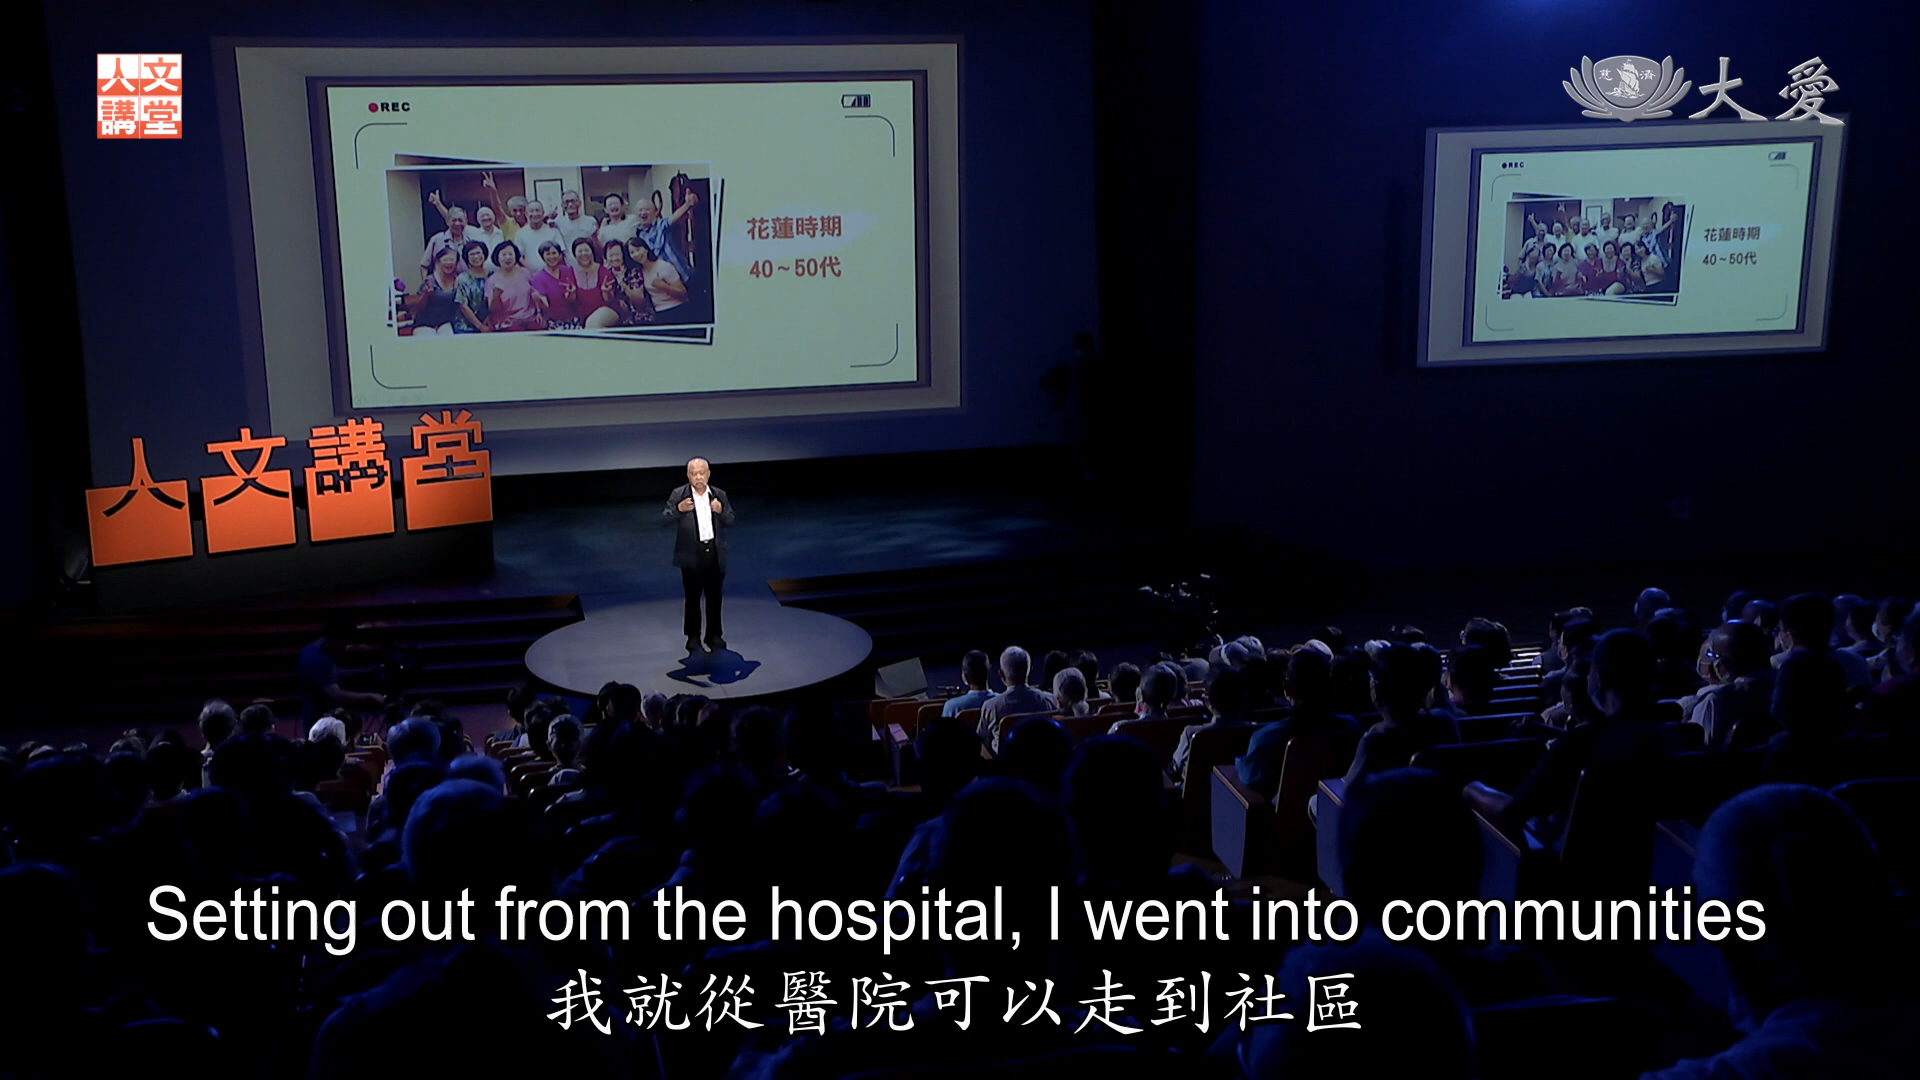 人文
講堂
慈濟
大愛
REC
花蓮時期
40~50代
REC
花蓮時期
40~50代
人文講堂
Setting out from the hospital, I went into communities
我就從醫院可以走到社區